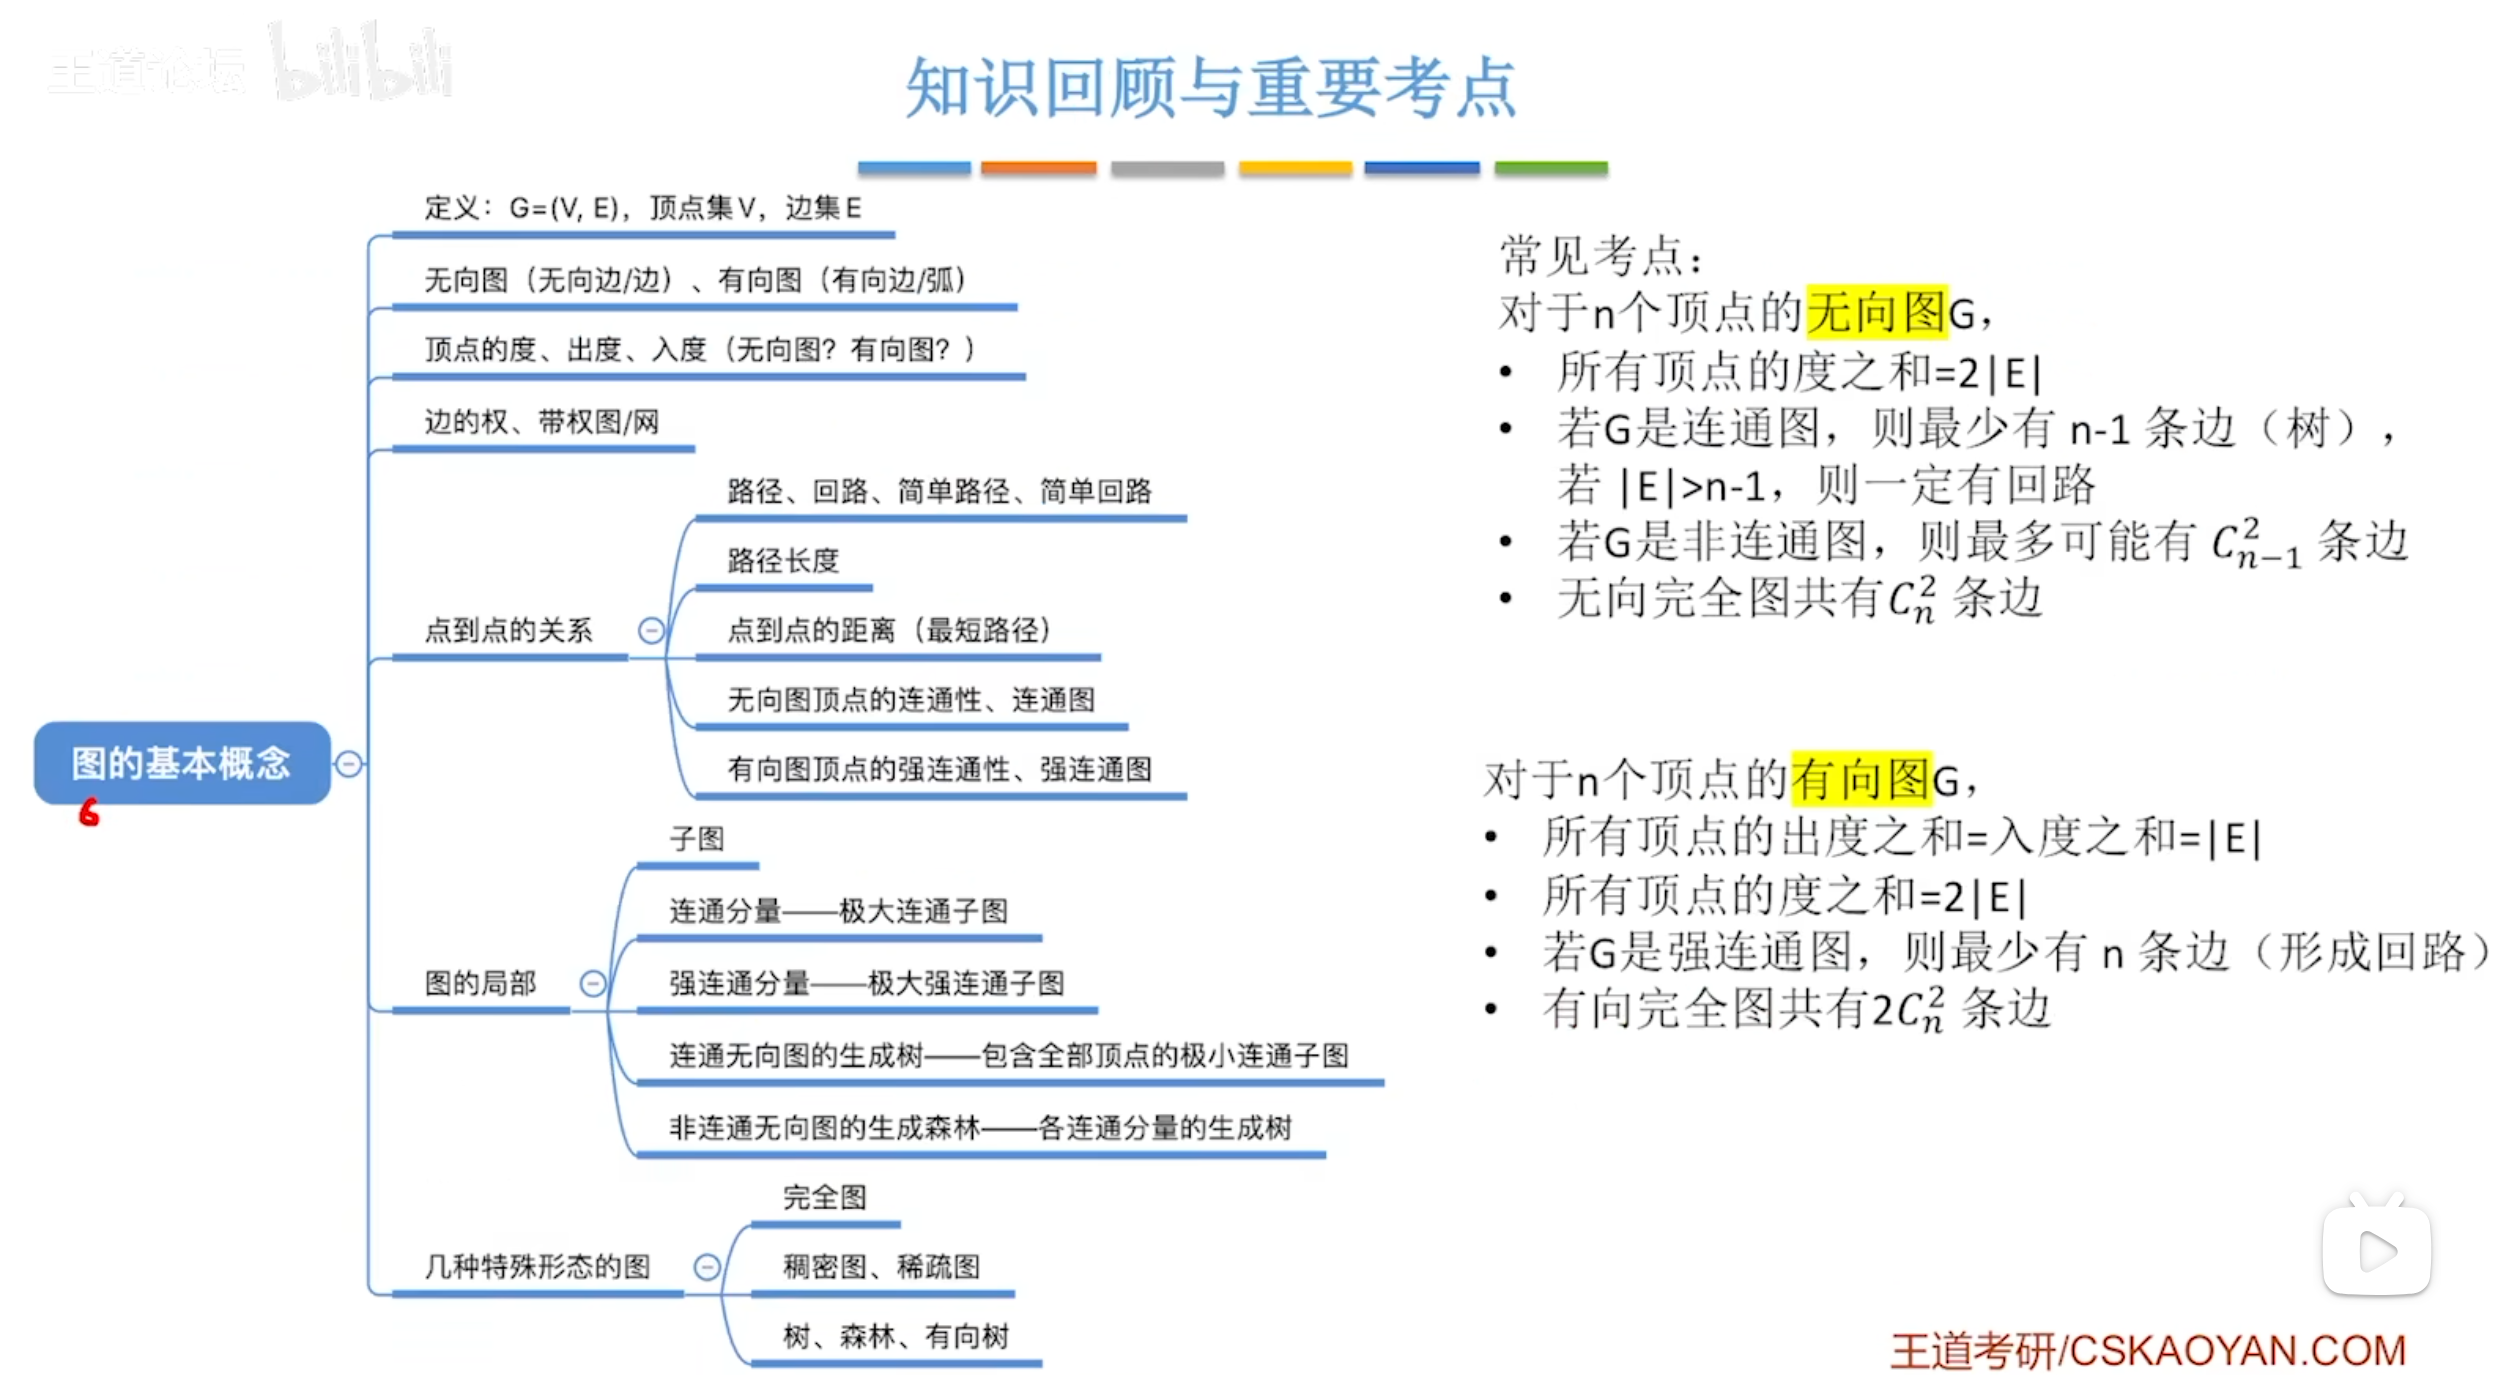 王道论坛 bilibili
知识回顾与重要考点
图的基本概念
定义：G=(V, E)，顶点集 V，边集 E
无向图（无向边/边）、有向图（有向边/弧）
顶点的度、出度、入度（无向图？有向图？）
边的权、带权图/网
点到点的关系
路径、回路、简单路径、简单回路
路径长度
点到点的距离（最短路径）
无向图顶点的连通性、连通图
有向图顶点的强连通性、强连通图
图的局部
子图
连通分量——极大连通子图
强连通分量——极大强连通子图
连通无向图的生成树——包含全部顶点的极小连通子图
非连通无向图的生成森林——各连通分量的生成树
几种特殊形态的图
完全图
稠密图、稀疏图
树、森林、有向树
常见考点：
对于n个顶点的无向图G，
• 所有顶点的度之和=2|E|
• 若G是连通图，则最少有 n-1 条边（树），
若 |E|>n-1，则一定有回路
• 若G是非连通图，则最多可能有 $C_{n-1}^{2}$ 条边
• 无向完全图共有$C_{n}^{2}$ 条边
对于n个顶点的有向图G，
• 所有顶点的出度之和=入度之和=|E|
• 所有顶点的度之和=2|E|
• 若G是强连通图，则最少有 n 条边（形成回路）
• 有向完全图共有2$C_{n}^{2}$ 条边
王道考研/CSKAOYAN.COM